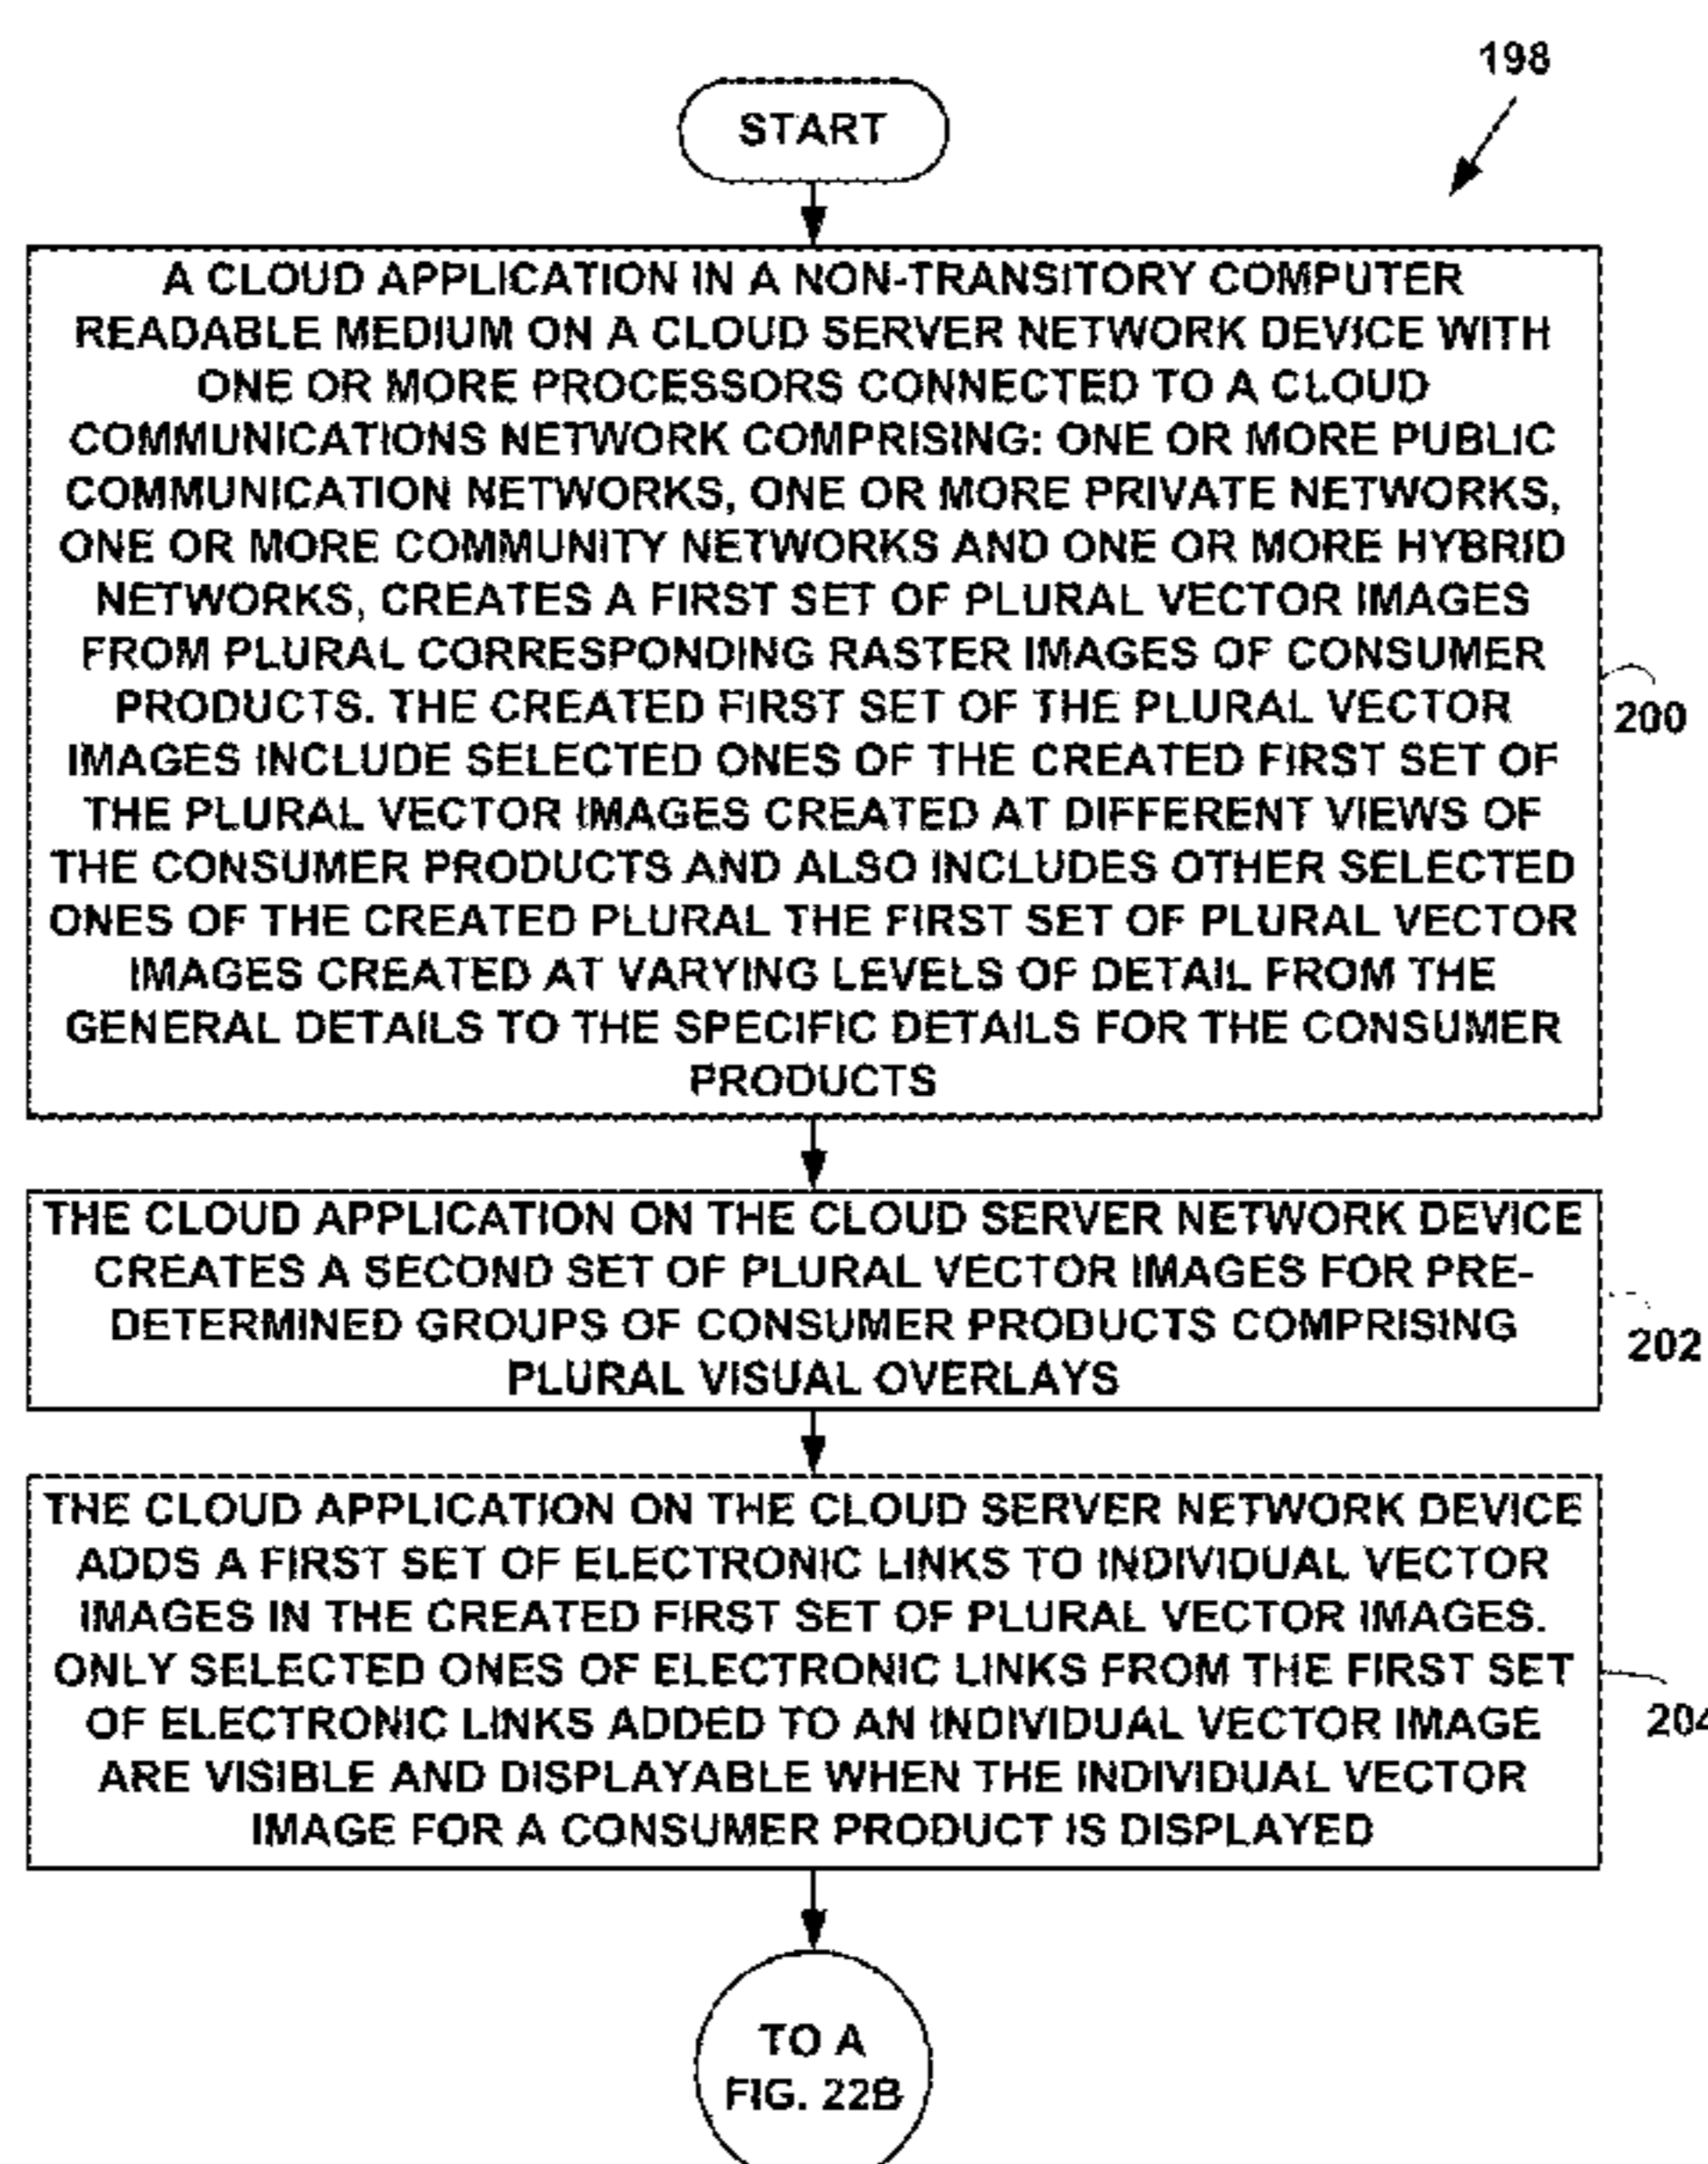 198
START
A CLOUD APPLICATION IN A NON-TRANSITORY COMPUTER
READABLE MEDIUM ON A CLOUD SERVER NETWORK DEVICE WITH
ONE OR MORE PROCESSORS CONNECTED TO A CLOUD
COMMUNICATIONS NETWORK COMPRISING: ONE OR MORE PUBLIC
COMMUNICATION NETWORKS, ONE OR MORE PRIVATE NETWORKS,
ONE OR MORE COMMUNITY NETWORKS AND ONE OR MORE HYBRID
NETWORKS, CREATES A FIRST SET OF PLURAL VECTOR IMAGES
FROM PLURAL CORRESPONDING RASTER IMAGES OF CONSUMER
PRODUCTS. THE CREATED FIRST SET OF THE PLURAL VECTOR
IMAGES INCLUDE SELECTED ONES OF THE CREATED FIRST SET OF
THE PLURAL VECTOR IMAGES CREATED AT DIFFERENT VIEWS OF
THE CONSUMER PRODUCTS AND ALSO INCLUDES OTHER SELECTED
ONES OF THE CREATED PLURAL THE FIRST SET OF PLURAL VECTOR
IMAGES CREATED AT VARYING LEVELS OF DETAIL FROM THE
GENERAL DETAILS TO THE SPECIFIC DETAILS FOR THE CONSUMER
PRODUCTS
200
THE CLOUD APPLICATION ON THE CLOUD SERVER NETWORK DEVICE
CREATES A SECOND SET OF PLURAL VECTOR IMAGES FOR PRE-
DETERMINED GROUPS OF CONSUMER PRODUCTS COMPRISING
PLURAL VISUAL OVERLAYS
202
THE CLOUD APPLICATION ON THE CLOUD SERVER NETWORK DEVICE
ADDS A FIRST SET OF ELECTRONIC LINKS TO INDIVIDUAL VECTOR
IMAGES IN THE CREATED FIRST SET OF PLURAL VECTOR IMAGES.
ONLY SELECTED ONES OF ELECTRONIC LINKS FROM THE FIRST SET
OF ELECTRONIC LINKS ADDED TO AN INDIVIDUAL VECTOR IMAGE
ARE VISIBLE AND DISPLAYABLE WHEN THE INDIVIDUAL VECTOR
IMAGE FOR A CONSUMER PRODUCT IS DISPLAYED
204
TO A
FIG. 22B